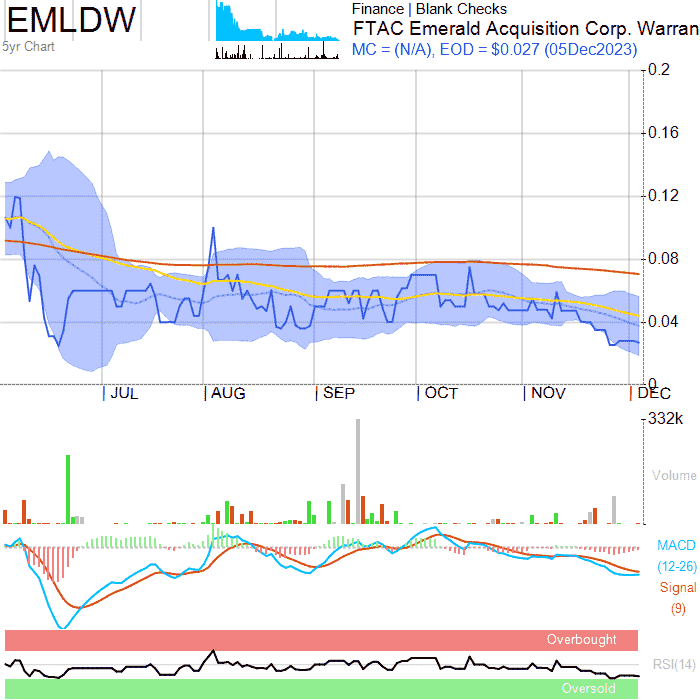 EMLDW
5yr Chart
Finance | Blank Checks
FTAC Emerald Acquisition Corp. Warran
MC = (N/A), EOD = $0.027 (05Dec2023)
0.2
0.16
0.12
0.08
0.04
0
JUL
AUG
SEP
OCT
NOV
DEC
332k
Volume
MACD
(12-26)
Signal
(9)
Overbought
RSI(14)
Oversold